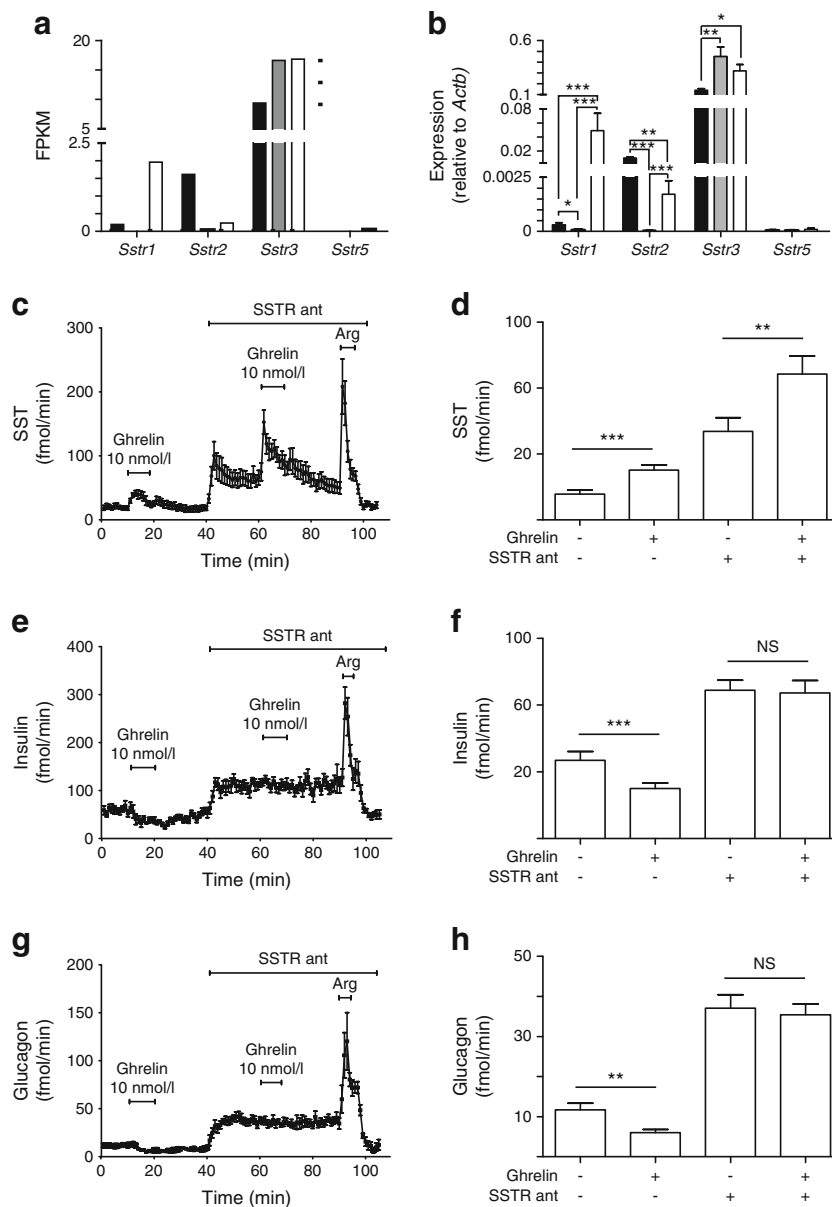 a
20
5
2.5
0
FPKM
Sstr1 Sstr2 Sstr3 Sstr5
b
0.6
0.1
0.08
0.02
0.0025
0
Expression
(relative to Actb)
*** *** * ** *** *** ** *
Sstr1 Sstr2 Sstr3 Sstr5
c
SSTR ant
Arg
Ghrelin
10 nmol/l
Ghrelin
10 nmol/l
300
200
100
0
SST
(fmol/min)
0 20 40 60 80 100
Time (min)
d
100
60
20
SST
(fmol/min)
*** **
Ghrelin - + - +
SSTR ant - - + +
e
SSTR ant
Arg
Ghrelin
10 nmol/l
Ghrelin
10 nmol/l
400
300
200
100
0
Insulin
(fmol/min)
0 20 40 60 80 100
Time (min)
f
100
60
20
Insulin
(fmol/min)
*** NS
Ghrelin - + - +
SSTR ant - - + +
g
SSTR ant
Arg
Ghrelin
10 nmol/l
Ghrelin
10 nmol/l
200
150
100
50
0
Glucagon
(fmol/min)
0 20 40 60 80 100
Time (min)
h
50
30
10
Glucagon
(fmol/min)
** NS
Ghrelin - + - +
SSTR ant - - + +